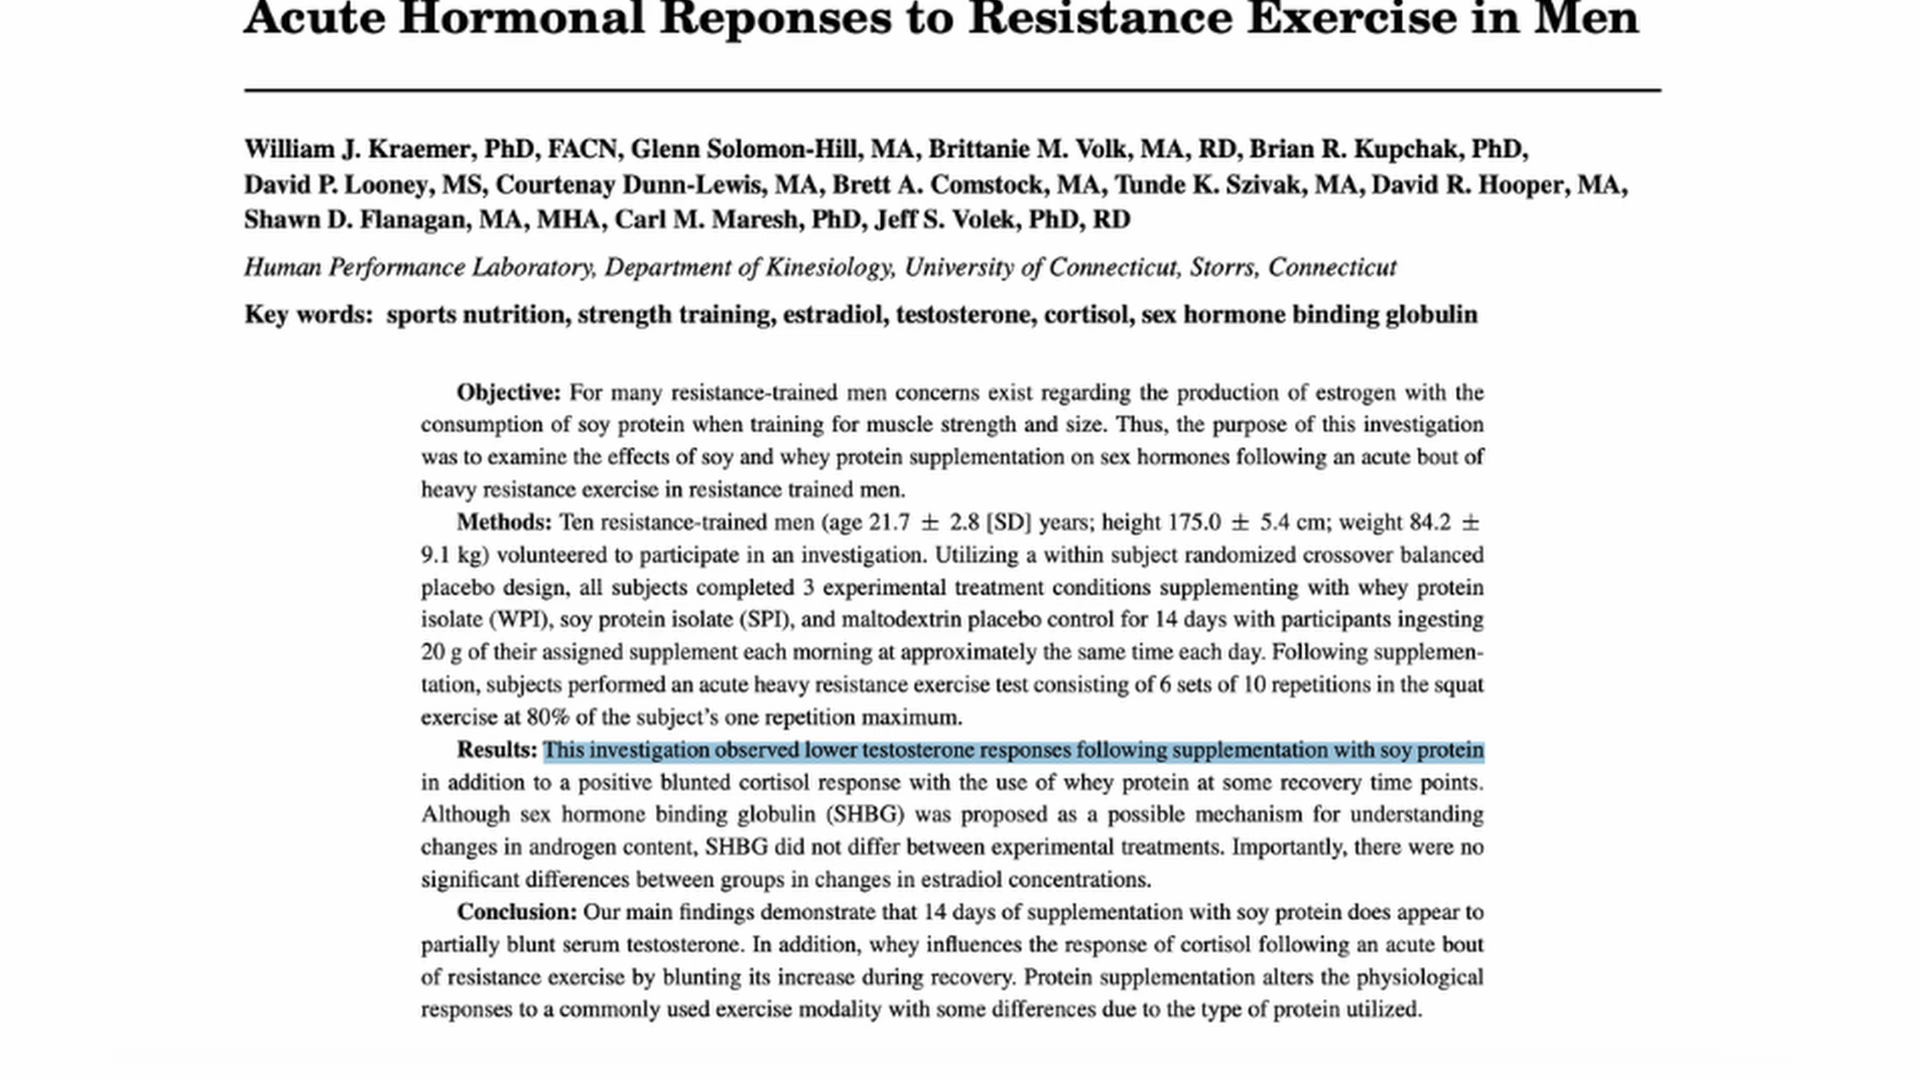 Acute Hormonal Reponses to Resistance Exercise in Men
William J. Kraemer, PhD, FACN, Glenn Solomon-Hill, MA, Brittanie M. Volk, MA, RD, Brian R. Kupchak, PhD,
David P. Looney, MS, Courtenay Dunn-Lewis, MA, Brett A. Comstock, MA, Tunde K. Szivak, MA, David R. Hooper, MA,
Shawn D. Flanagan, MA, MHA, Carl M. Maresh, PhD, Jeff S. Volek, PhD, RD
Human Performance Laboratory, Department of Kinesiology, University of Connecticut, Storrs, Connecticut
Key words: sports nutrition, strength training, estradiol, testosterone, cortisol, sex hormone binding globulin
Objective: For many resistance-trained men concerns exist regarding the production of estrogen with the
consumption of soy protein when training for muscle strength and size. Thus, the purpose of this investigation
was to examine the effects of soy and whey protein supplementation on sex hormones following an acute bout of
heavy resistance exercise in resistance trained men.
Methods: Ten resistance-trained men (age 21.7 ± 2.8 [SD] years; height 175.0 ± 5.4 cm; weight 84.2 ±
9.1 kg) volunteered to participate in an investigation. Utilizing a within subject randomized crossover balanced
placebo design, all subjects completed 3 experimental treatment conditions supplementing with whey protein
isolate (WPI), soy protein isolate (SPI), and maltodextrin placebo control for 14 days with participants ingesting
20 g of their assigned supplement each morning at approximately the same time each day. Following supplemen-
tation, subjects performed an acute heavy resistance exercise test consisting of 6 sets of 10 repetitions in the squat
exercise at 80% of the subject's one repetition maximum.
Results: This investigation observed lower testosterone responses following supplementation with soy protein
in addition to a positive blunted cortisol response with the use of whey protein at some recovery time points.
Although sex hormone binding globulin (SHBG) was proposed as a possible mechanism for understanding
changes in androgen content, SHBG did not differ between experimental treatments. Importantly, there were no
significant differences between groups in changes in estradiol concentrations.
Conclusion: Our main findings demonstrate that 14 days of supplementation with soy protein does appear to
partially blunt serum testosterone. In addition, whey influences the response of cortisol following an acute bout
of resistance exercise by blunting its increase during recovery. Protein supplementation alters the physiological
responses to a commonly used exercise modality with some differences due to the type of protein utilized.